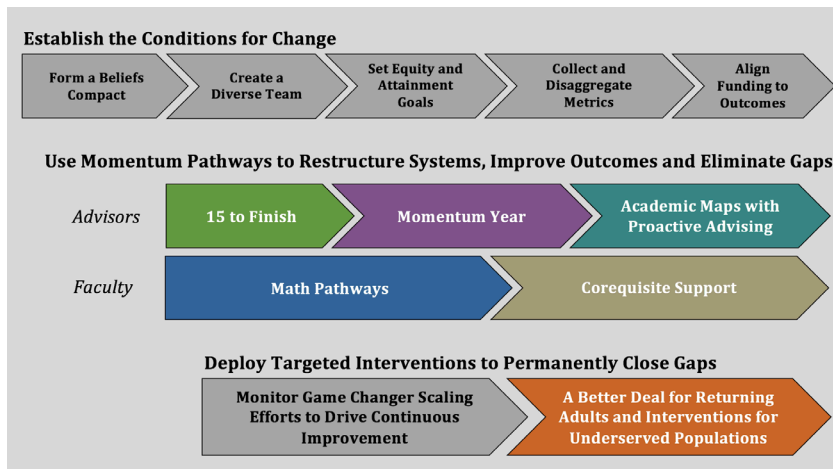 Establish the Conditions for Change
Form a Beliefs
Compact
Create a
Diverse Team
Set Equity and
Attainment
Goals
Collect and
Disaggregate
Metrics
Align
Funding to
Outcomes
Use Momentum Pathways to Restructure Systems, Improve Outcomes and Eliminate Gaps
Advisors
15 to Finish
Momentum Year
Academic Maps with
Proactive Advising
Faculty
Math Pathways
Corequisite Support
Deploy Targeted Interventions to Permanently Close Gaps
Monitor Game Changer Scaling
Efforts to Drive Continuous
Improvement
A Better Deal for Returning
Adults and Interventions for
Underserved Populations